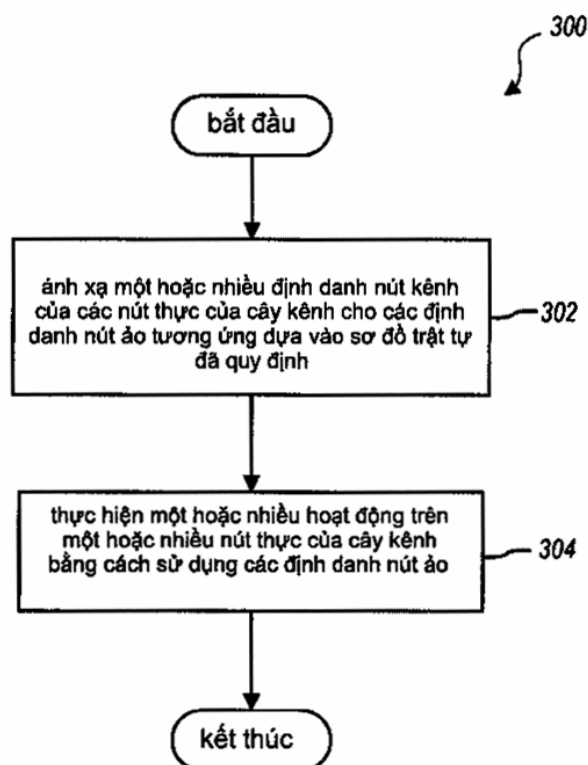 300
bắt đầu
ánh xạ một hoặc nhiều định danh nút kênh
của các nút thực của cây kênh cho các định
danh nút ảo tương ứng dựa vào sơ đồ trật tự
đã quy định
302
thực hiện một hoặc nhiều hoạt động trên
một hoặc nhiều nút thực của cây kênh
bằng cách sử dụng các định danh nút ảo
304
kết thúc